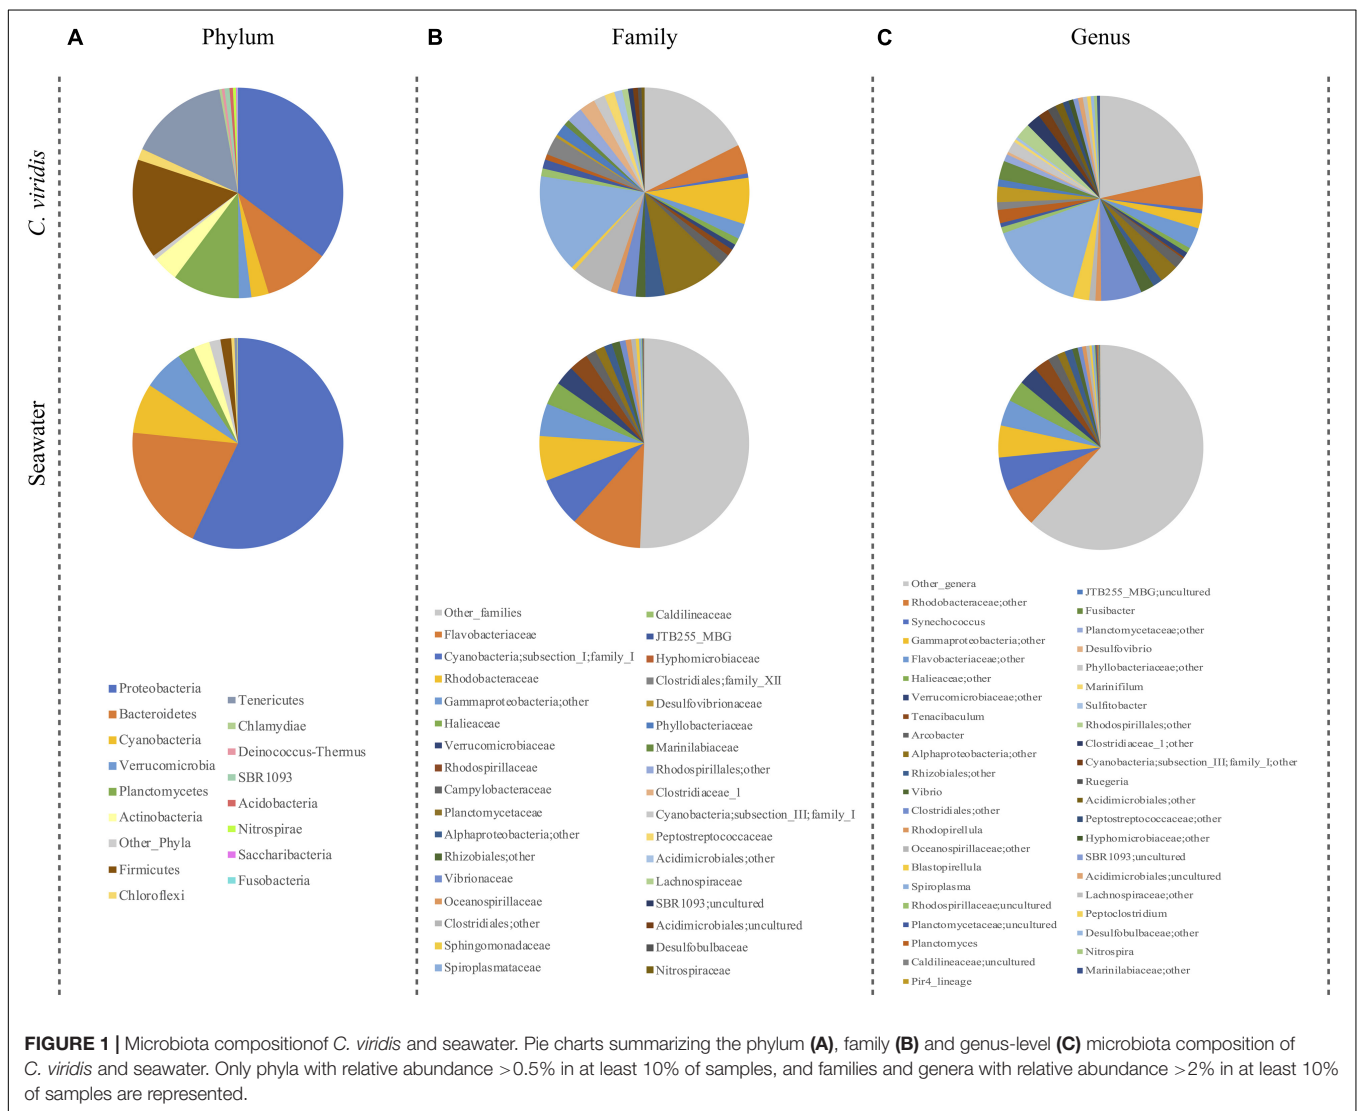 A Phylum
B Family
C Genus
C. viridis
Seawater
Proteobacteria
Bacteroidetes
Cyanobacteria
Verrucomicrobia
Planctomycetes
Actinobacteria
Other_Phyla
Firmicutes
Chloroflexi
Tenericutes
Chlamydiae
Deinococcus-Thermus
SBR1093
Acidobacteria
Nitrospirae
Saccharibacteria
Fusobacteria
Other_families
Flavobacteriaceae
Cyanobacteria;subsection_I;family_I
Rhodobacteraceae
Gammaproteobacteria;other
Halieaceae
Verrucomicrobiaceae
Rhodospirillaceae
Campylobacteraceae
Planctomycetaceae
Alphaproteobacteria;other
Rhizobiales;other
Vibrionaceae
Oceanospirillaceae
Clostridiales;other
Sphingomonadaceae
Spiroplasmataceae
Caldilineaceae
JTB255_MBG
Hyphomicrobiaceae
Clostridiales;family_XII
Desulfovibrionaceae
Phyllobacteriaceae
Marinilabiaceae
Rhodospirillales;other
Clostridiaceae_1
Cyanobacteria;subsection_III;family_I
Peptostreptococcaceae
Acidimicrobiales;other
Lachnospiraceae
SBR1093;uncultured
Acidimicrobiales;uncultured
Desulfobulbaceae
Nitrospiraceae
Other_genera
Rhodobacteraceae;other
Synechococcus
Gammaproteobacteria;other
Flavobacteriaceae;other
Halieaceae;other
Verrucomicrobiaceae;other
Tenacibaculum
Arcobacter
Alphaproteobacteria;other
Rhizobiales;other
Vibrio
Clostridiales;other
Rhodopirellula
Oceanospirillaceae;other
Blastopirellula
Spiroplasma
Rhodospirillaceae;uncultured
Planctomycetaceae;uncultured
Planctomyces
Caldilineaceae;uncultured
Pir4_lineage
JTB255_MBG;uncultured
Fusibacter
Planctomycetaceae;other
Desulfovibrio
Phyllobacteriaceae;other
Marinifilum
Sulfitobacter
Rhodospirillales;other
Clostridiaceae_1;other
Cyanobacteria;subsection_III;family_I;other
Ruegeria
Acidimicrobiales;other
Peptostreptococcaceae;other
Hyphomicrobiaceae;other
SBR1093;uncultured
Acidimicrobiales;uncultured
Lachnospiraceae;other
Peptoclostridium
Desulfobulbaceae;other
Nitrospira
Marinilabiaceae;other
FIGURE 1 | Microbiota compositionof C. viridis and seawater. Pie charts summarizing the phylum (A), family (B) and genus-level (C) microbiota composition of
C. viridis and seawater. Only phyla with relative abundance >0.5% in at least 10% of samples, and families and genera with relative abundance >2% in at least 10%
of samples are represented.